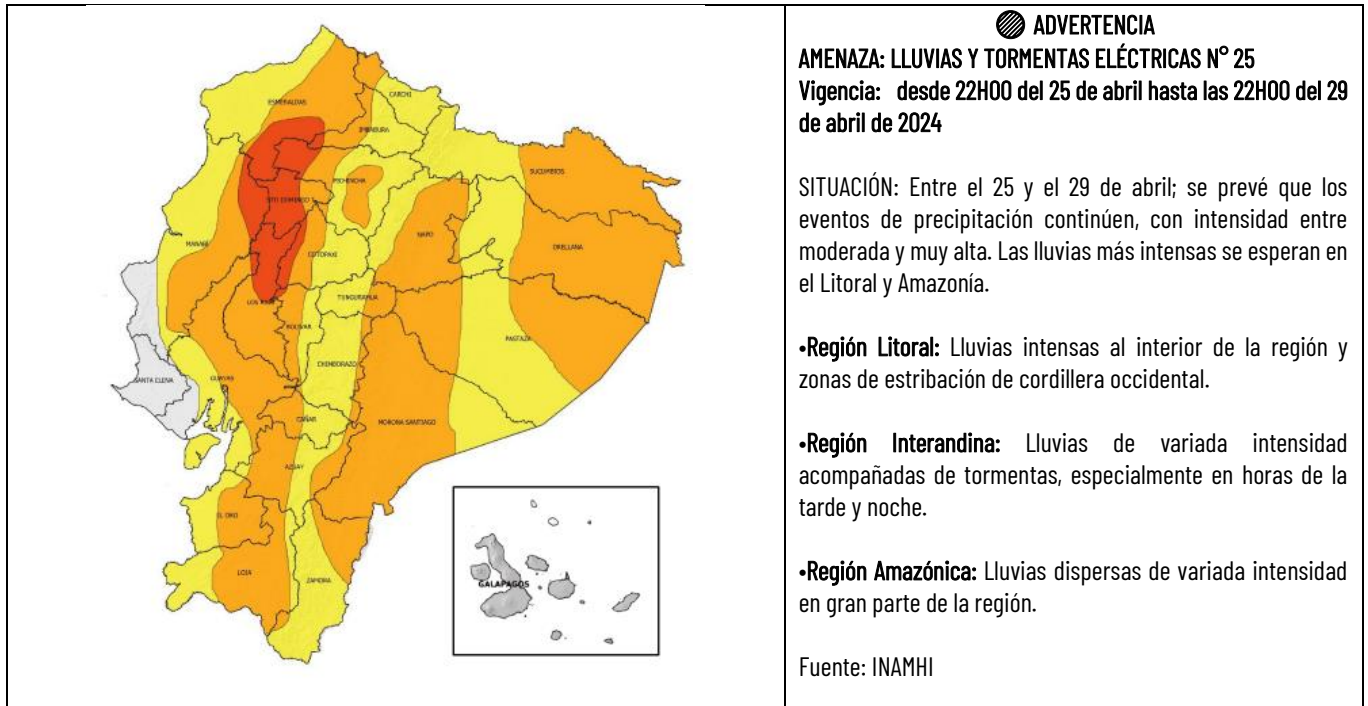 ESMERALDAS
CARCHI
IMBABURA
PICHINCHA
SUCUMBIOS
STO DOMINGO
MANABI
NAPO
ORELLANA
COTOPAXI
TUNGURAHUA
LOS RIOS
BOLIVAR
PASTAZA
CHIMBORAZO
SANTA ELENA
GUAYAS
CAÑAR
MORONA SANTIAGO
AZUAY
EL ORO
LOJA
ZAMORA
GALAPAGOS
ADVERTENCIA
AMENAZA: LLUVIAS Y TORMENTAS ELÉCTRICAS N° 25
Vigencia: desde 22H00 del 25 de abril hasta las 22H00 del 29
de abril de 2024
SITUACIÓN: Entre el 25 y el 29 de abril; se prevé que los
eventos de precipitación continúen, con intensidad entre
moderada y muy alta. Las lluvias más intensas se esperan en
el Litoral y Amazonía.
•Región Litoral: Lluvias intensas al interior de la región y
zonas de estribación de cordillera occidental.
•Región Interandina: Lluvias de variada intensidad
acompañadas de tormentas, especialmente en horas de la
tarde y noche.
•Región Amazónica: Lluvias dispersas de variada intensidad
en gran parte de la región.
Fuente: INAMHI